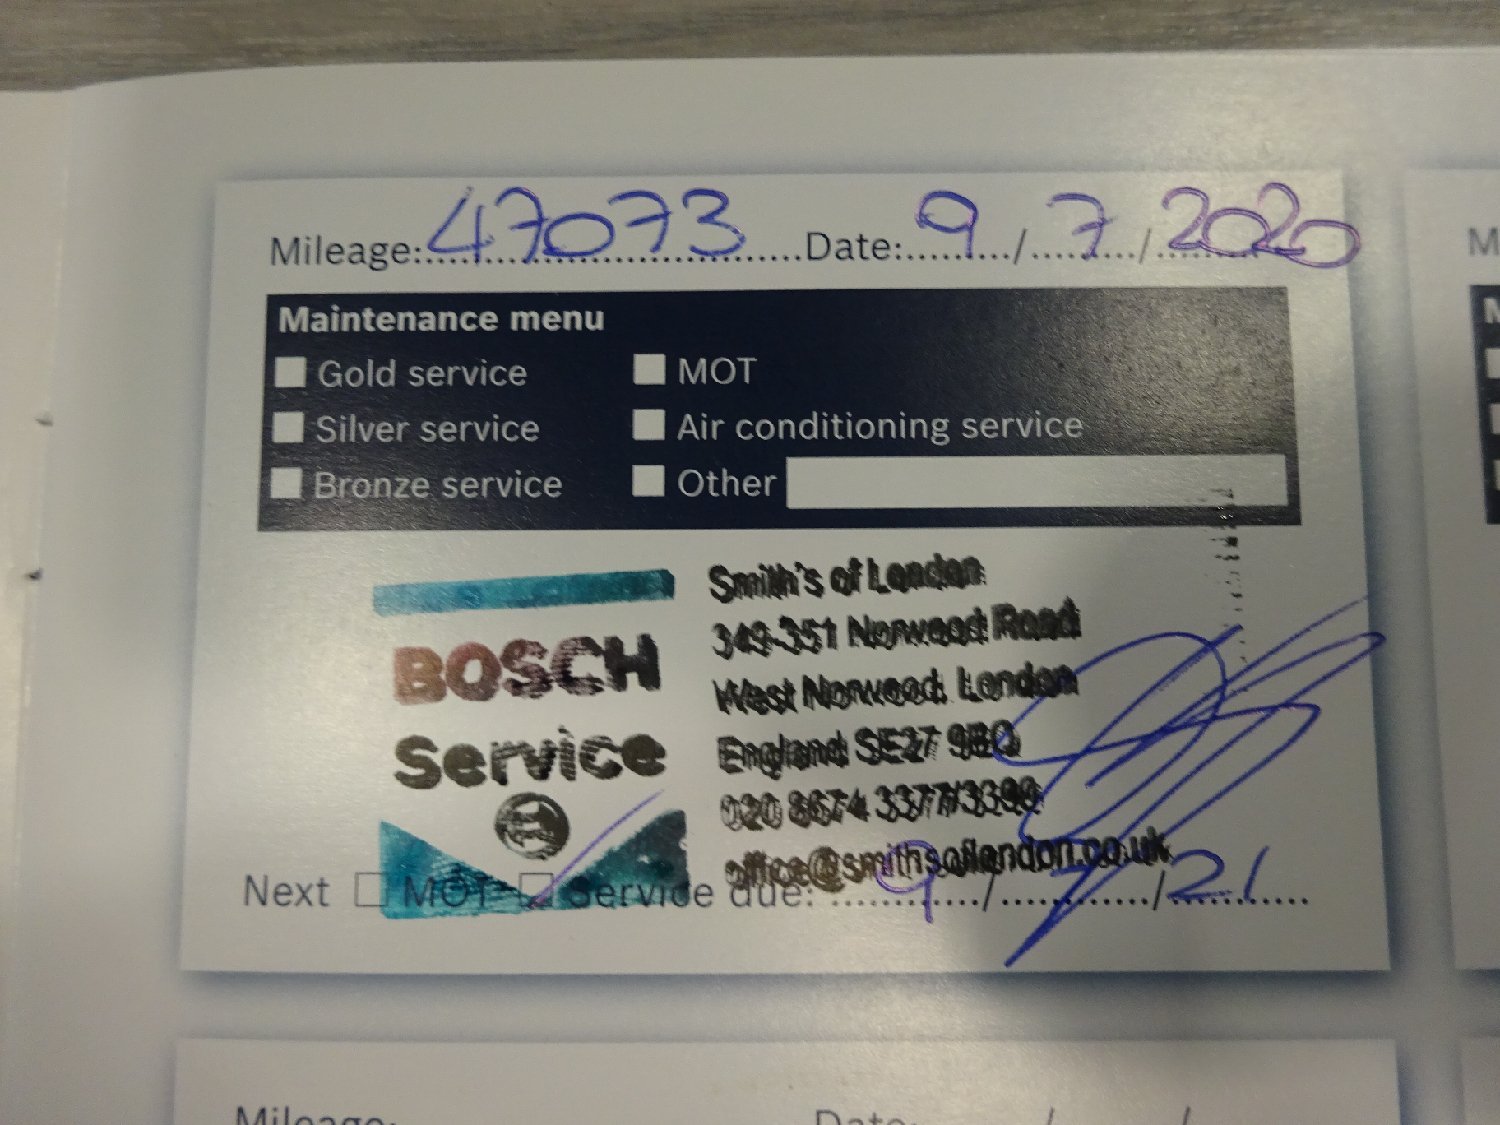 Mileage: 47073 Date: 9 / 7 / 2020
Maintenance menu
Gold service MOT
Silver service Air conditioning service
Bronze service Other
BOSCH
Service
Smith's of London
349-351 Norwood Road
West Norwood, London
England SE27 9BQ
020 8674 3377/3399
office@smithsoflondon.co.uk
Next MOT Service due: 9 / 7 / 21
Mileage: Date: / /
M
M